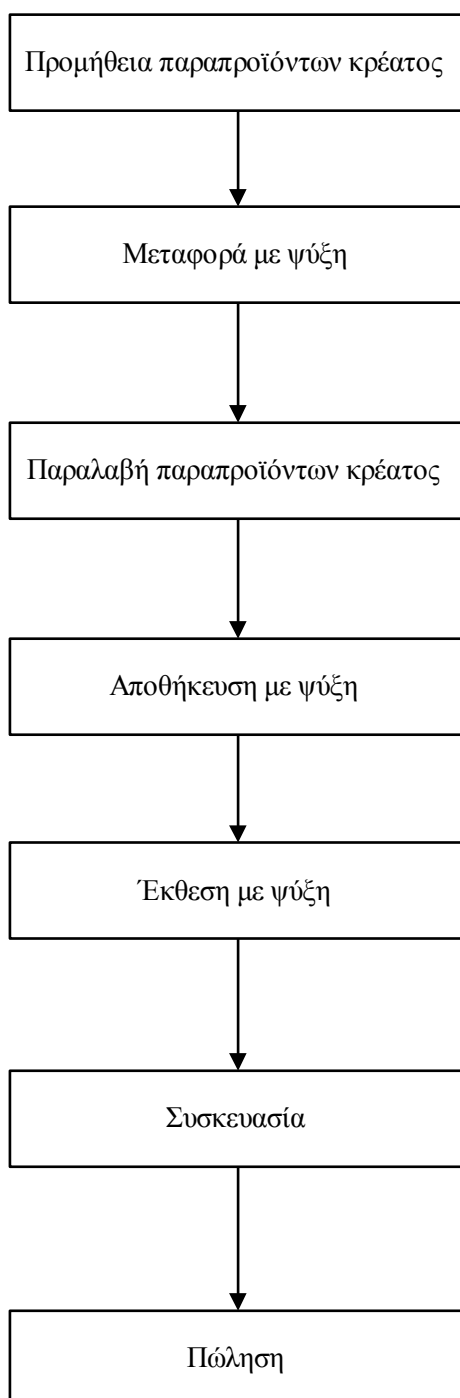 Προμήθεια παραπροϊόντων κρέατος
Μεταφορά με ψύξη
Παραλαβή παραπροϊόντων κρέατος
Αποθήκευση με ψύξη
Έκθεση με ψύξη
Συσκευασία
Πώληση